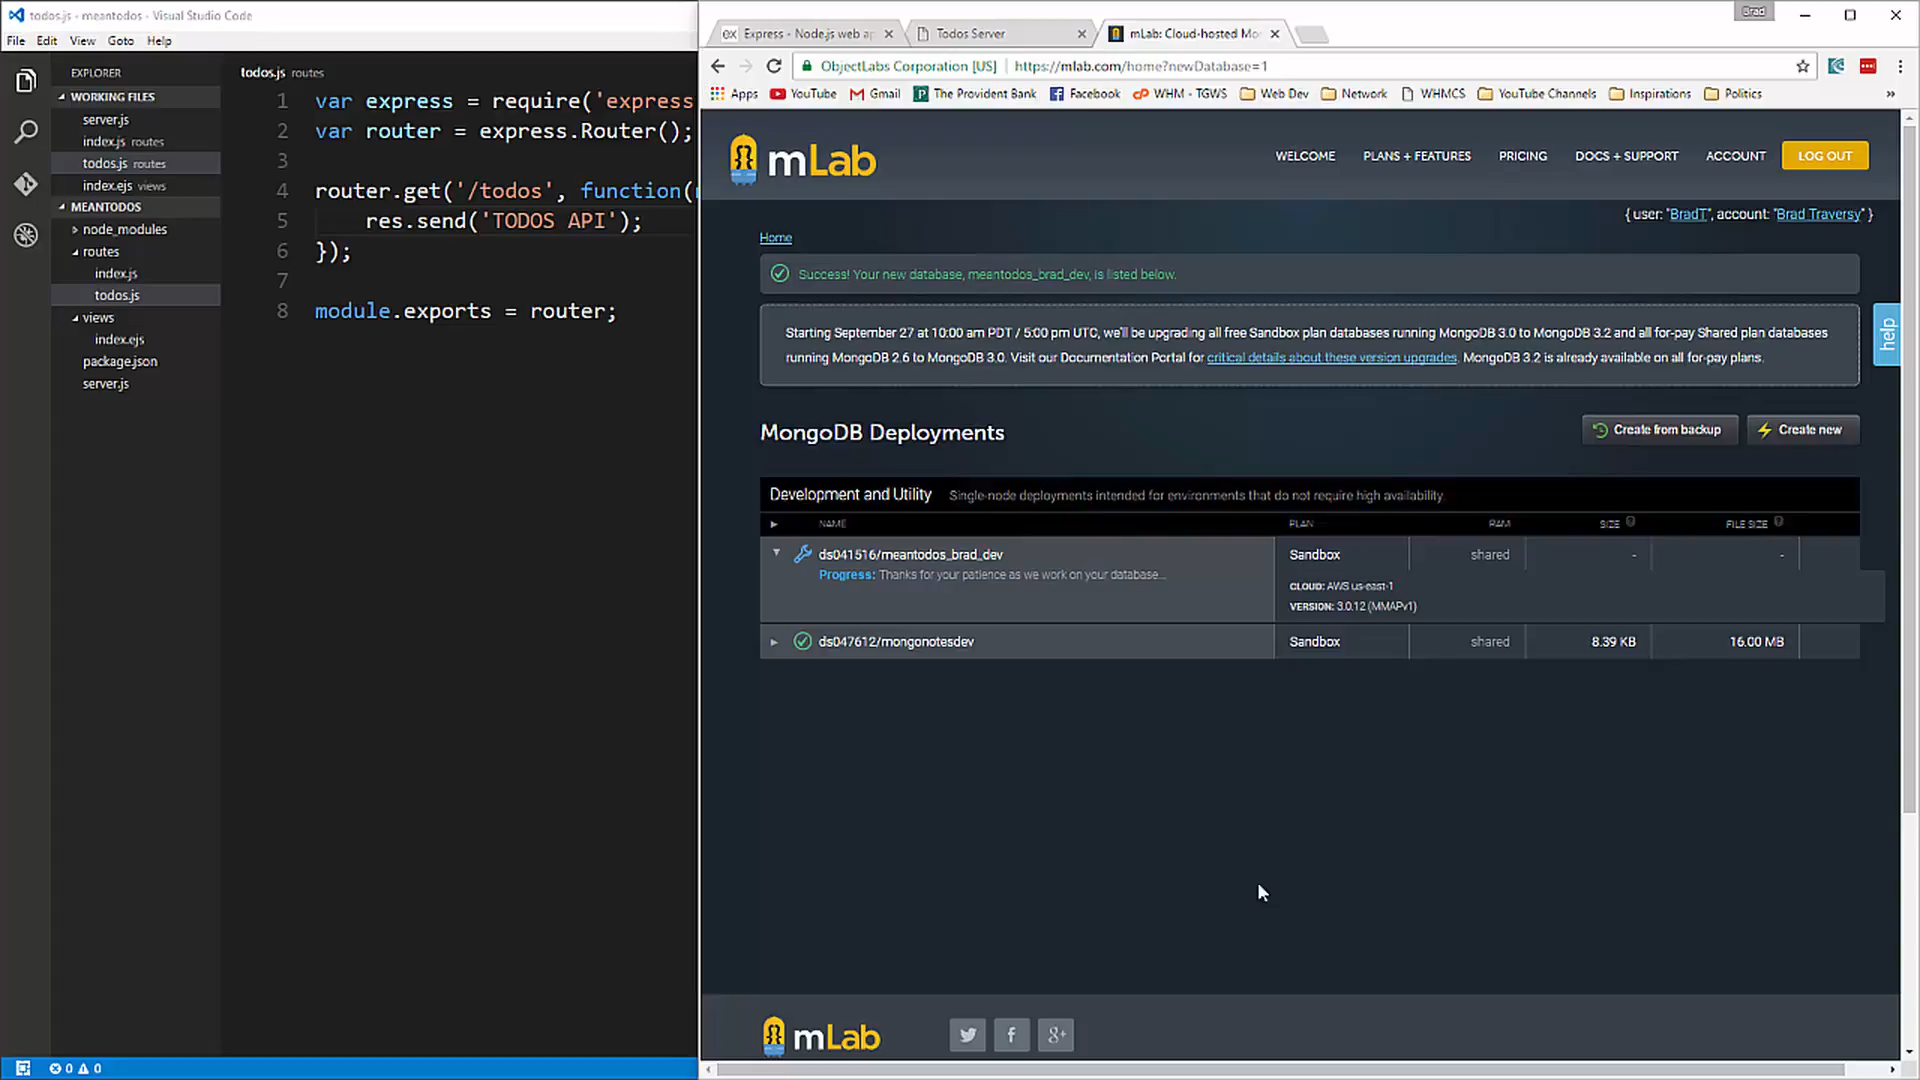 todos.js - meantodos - Visual Studio Code
File Edit View Goto Help
EXPLORER
WORKING FILES
server.js
index.js routes
todos.js routes
index.ejs views
MEANTODOS
node_modules
routes
index.js
todos.js
views
index.ejs
package.json
server.js
todos.js routes
1 var express = require('express
2 var router = express.Router();
3
4 router.get('/todos', function(
5 res.send('TODOS API');
6 });
7
8 module.exports = router;
0 0
Brad
ex Express - Node.js web ap
Todos Server
mLab: Cloud-hosted Mo
ObjectLabs Corporation [US] https://mlab.com/home?newDatabase=1
Apps YouTube Gmail The Provident Bank Facebook WHM - TGWS Web Dev Network WHMCS YouTube Channels Inspirations Politics »
mLab
WELCOME PLANS + FEATURES PRICING DOCS + SUPPORT ACCOUNT LOG OUT
{ user: "BradT", account: "Brad Traversy" }
Home
Success! Your new database, meantodos_brad_dev, is listed below.
Starting September 27 at 10:00 am PDT / 5:00 pm UTC, we'll be upgrading all free Sandbox plan databases running MongoDB 3.0 to MongoDB 3.2 and all for-pay Shared plan databases
running MongoDB 2.6 to MongoDB 3.0. Visit our Documentation Portal for critical details about these version upgrades. MongoDB 3.2 is already available on all for-pay plans.
help
MongoDB Deployments
Create from backup
Create new
Development and Utility Single-node deployments intended for environments that do not require high availability.
NAME PLAN RAM SIZE ? FILE SIZE ?
ds041516/meantodos_brad_dev Sandbox shared - -
Progress: Thanks for your patience as we work on your database...
CLOUD: AWS us-east-1
VERSION: 3.0.12 (MMAPv1)
ds047612/mongonotesdev Sandbox shared 8.39 KB 16.00 MB
mLab
f g+